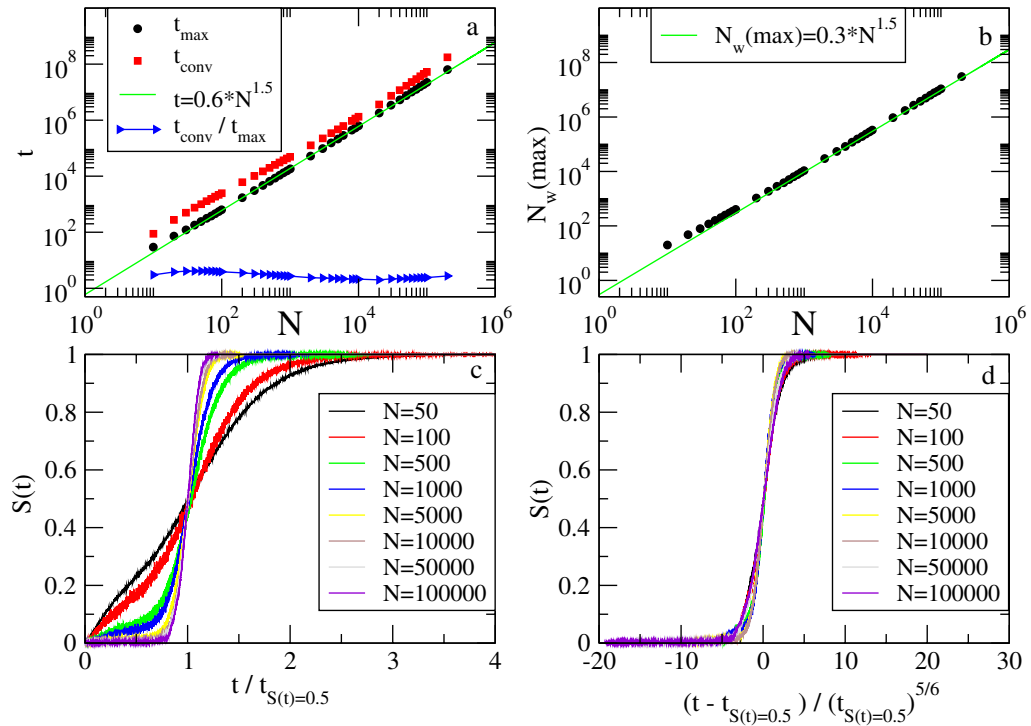 a
t_max
t_conv
t=0.6*N^1.5
t_conv / t_max
t
10^8
10^6
10^4
10^2
10^0
10^0
10^2
10^4
10^6
N
b
N_w(max)=0.3*N^1.5
N_w(max)
10^8
10^6
10^4
10^2
10^0
10^0
10^2
10^4
10^6
N
c
S(t)
1
0.8
0.6
0.4
0.2
0
N=50
N=100
N=500
N=1000
N=5000
N=10000
N=50000
N=100000
0
1
2
3
4
t / t_S(t)=0.5
d
S(t)
1
0.8
0.6
0.4
0.2
0
N=50
N=100
N=500
N=1000
N=5000
N=10000
N=50000
N=100000
-20
-10
0
10
20
30
(t - t_S(t)=0.5 ) / (t_S(t)=0.5)^5/6